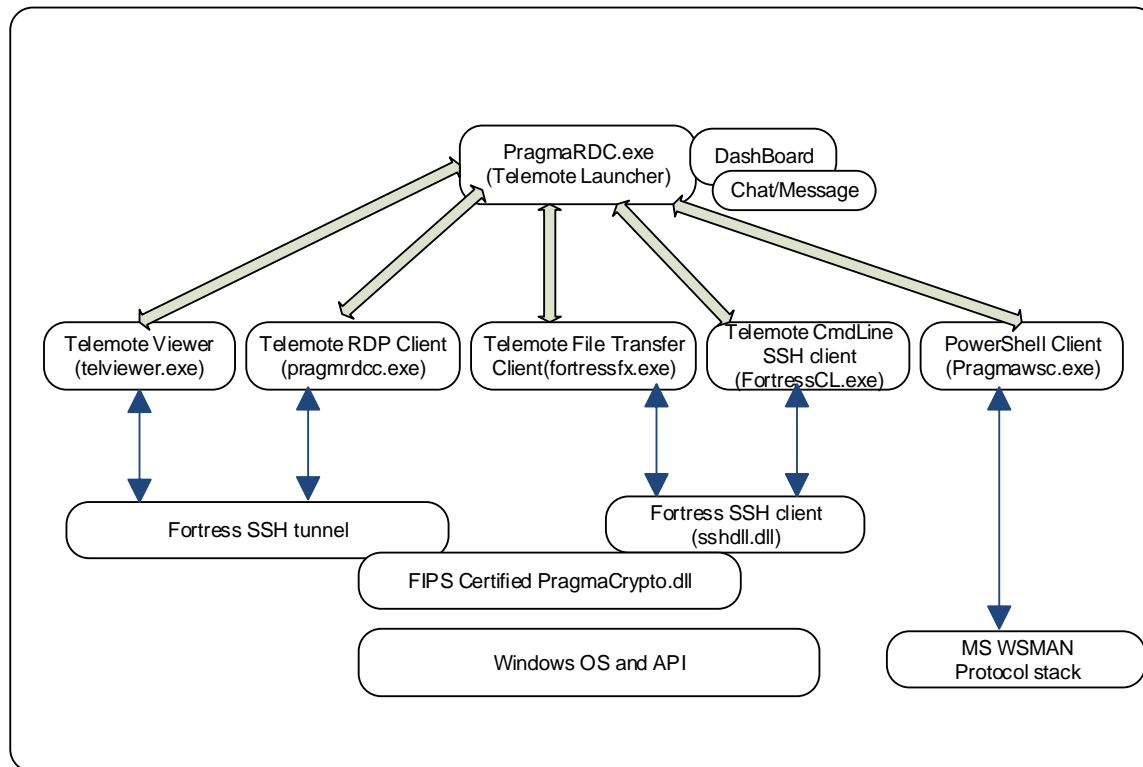 PragmaRDC.exe
(Telemote Launcher)
DashBoard
Chat/Message
Telemote Viewer
(telviewer.exe)
Telemote RDP Client
(pragmrdcc.exe)
Telemote File Transfer
Client(fortressfx.exe)
Telemote CmdLine
SSH client
(FortressCL.exe)
PowerShell Client
(Pragmawsc.exe)
Fortress SSH tunnel
Fortress SSH client
(sshdll.dll)
FIPS Certified PragmaCrypto.dll
Windows OS and API
MS WSMAN
Protocol stack